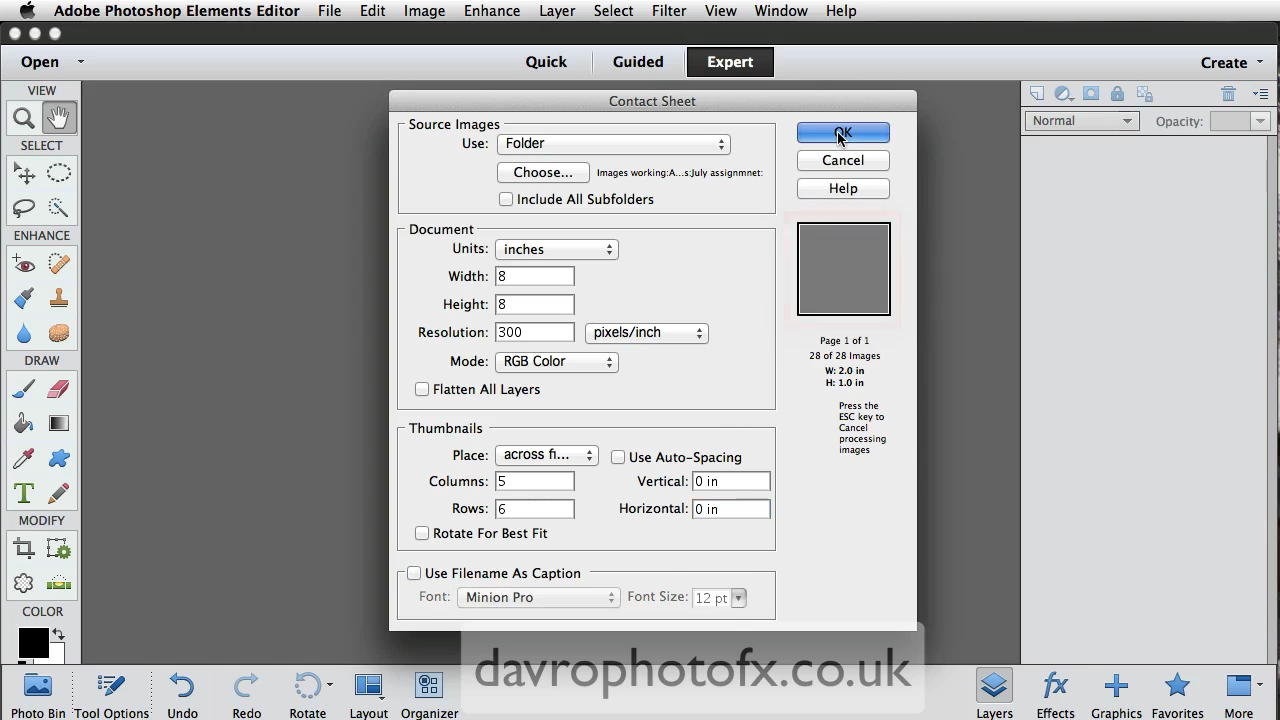 Adobe Photoshop Elements Editor File Edit Image Enhance Layer Select Filter View Window Help
Open Quick Guided Expert Create
VIEW
SELECT
ENHANCE
DRAW
MODIFY
COLOR
Contact Sheet
Source Images
Use: Folder
Choose... Images working:A...s:July assignmnet:
Include All Subfolders
Document
Units: inches
Width: 8
Height: 8
Resolution: 300 pixels/inch
Mode: RGB Color
Flatten All Layers
Thumbnails
Place: across fi... Use Auto-Spacing
Columns: 5 Vertical: 0 in
Rows: 6 Horizontal: 0 in
Rotate For Best Fit
Use Filename As Caption
Font: Minion Pro Font Size: 12 pt
OK
Cancel
Help
Page 1 of 1
28 of 28 Images
W: 2.0 in
H: 1.0 in
Press the
ESC key to
Cancel
processing
images
Normal Opacity:
davrophotofx.co.uk
Photo Bin Tool Options Undo Redo Rotate Layout Organizer Layers Effects Graphics Favorites More